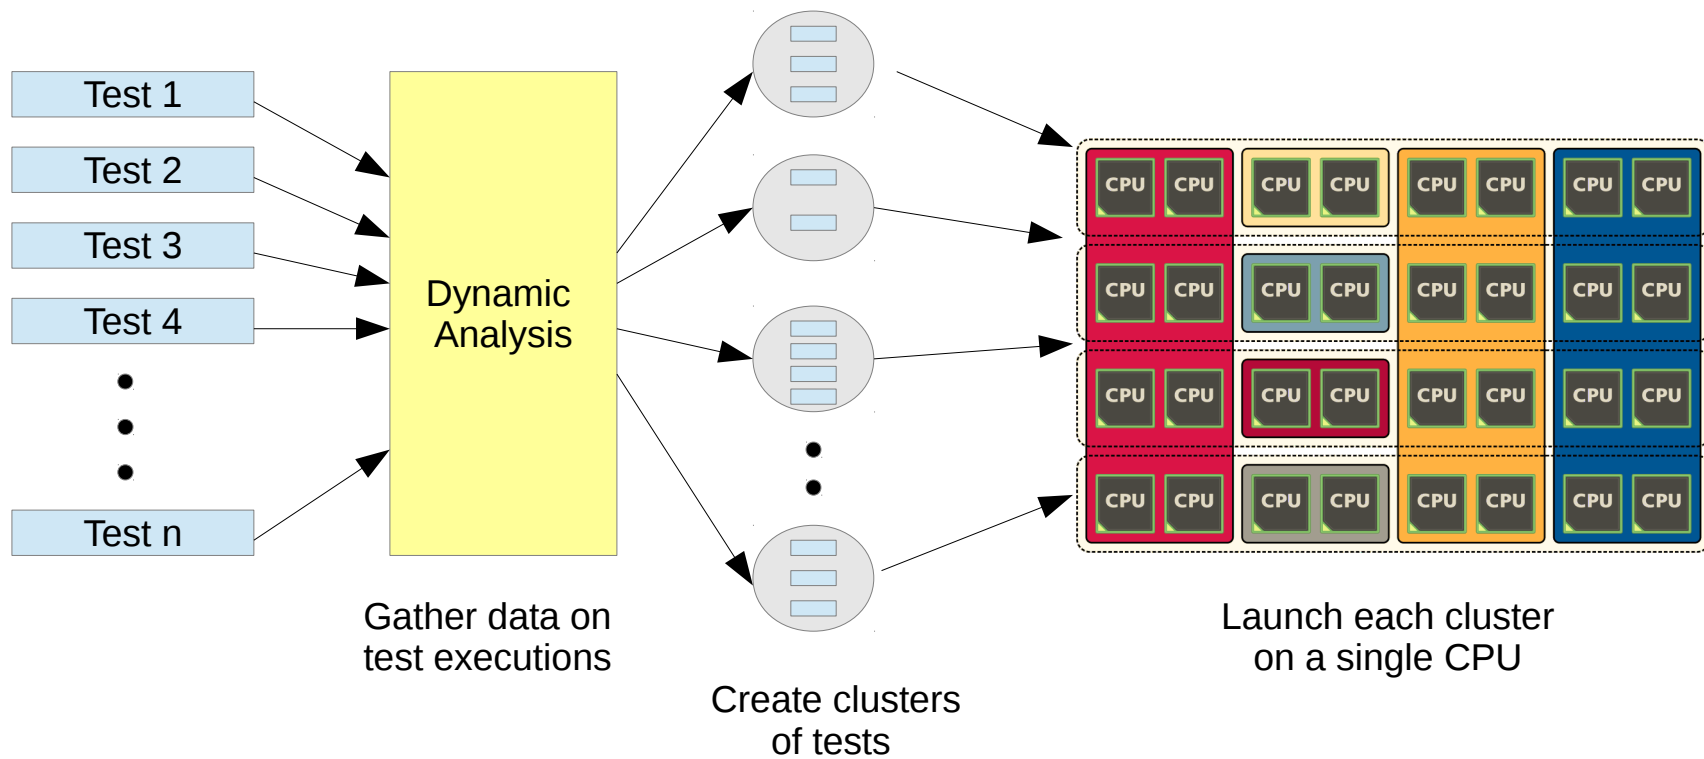 Test 1
Test 2
Test 3
Test 4
Test n
Dynamic
Analysis
Gather data on
test executions
Create clusters
of tests
CPU CPU CPU CPU CPU CPU CPU CPU
CPU CPU CPU CPU CPU CPU CPU CPU
CPU CPU CPU CPU CPU CPU CPU CPU
CPU CPU CPU CPU CPU CPU CPU CPU
Launch each cluster
on a single CPU